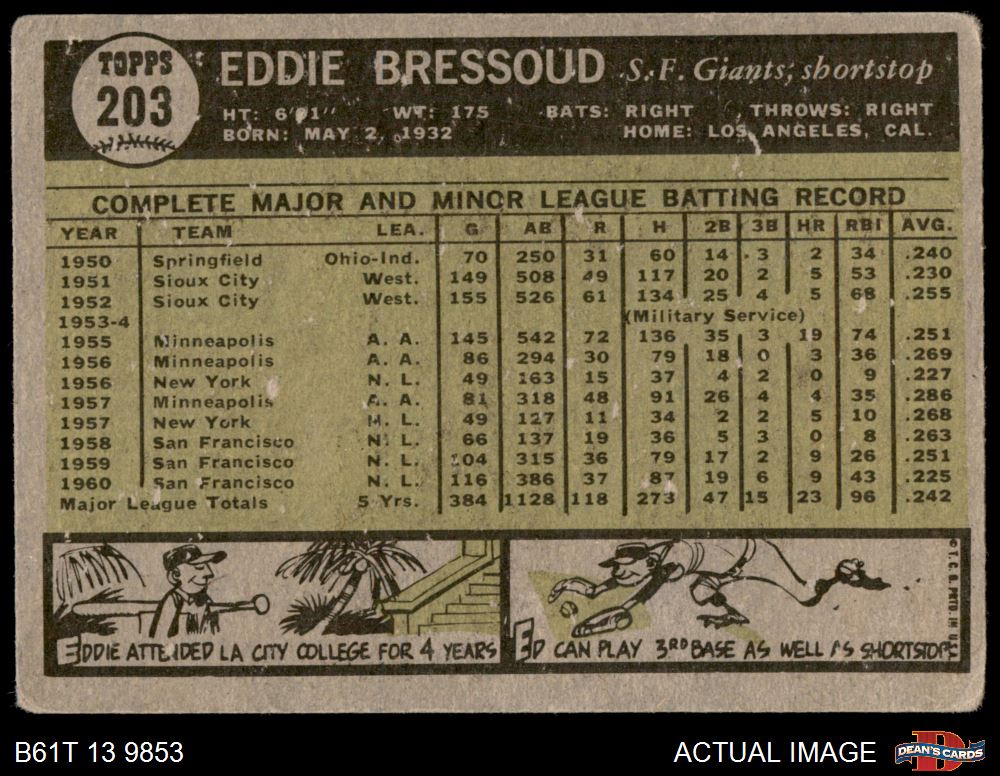 TOPPS
203
EDDIE BRESSOUD S.F. Giants; shortstop
HT: 6'01" WT: 175 BATS: RIGHT THROWS: RIGHT
BORN: MAY 2, 1932 HOME: LOS ANGELES, CAL.
COMPLETE MAJOR AND MINOR LEAGUE BATTING RECORD
YEAR TEAM LEA. G AB R H 2B 3B HR RBI AVG.
1950 Springfield Ohio-Ind. 70 250 31 60 14 3 2 34 .240
1951 Sioux City West. 149 508 49 117 20 2 5 53 .230
1952 Sioux City West. 155 526 61 134 25 4 5 68 .255
1953-4 (Military Service)
1955 Minneapolis A. A. 145 542 72 136 35 3 19 74 .251
1956 Minneapolis A. A. 86 294 30 79 18 0 3 36 .269
1956 New York N. L. 49 163 15 37 4 2 0 9 .227
1957 Minneapolis A. A. 81 318 48 91 26 4 4 35 .286
1957 New York N. L. 49 127 11 34 2 2 5 10 .268
1958 San Francisco N. L. 66 137 19 36 5 3 0 8 .263
1959 San Francisco N. L. 104 315 36 79 17 2 9 26 .251
1960 San Francisco N. L. 116 386 37 87 19 6 9 43 .225
Major League Totals 5 Yrs. 384 1128 118 273 47 15 23 96 .242
EDDIE ATTENDED LA CITY COLLEGE FOR 4 YEARS
ED CAN PLAY 3RD BASE AS WELL AS SHORTSTOP!
© T. C. G. PRTD. IN U.S.
B61T 13 9853
ACTUAL IMAGE
D
DEAN'S CARDS